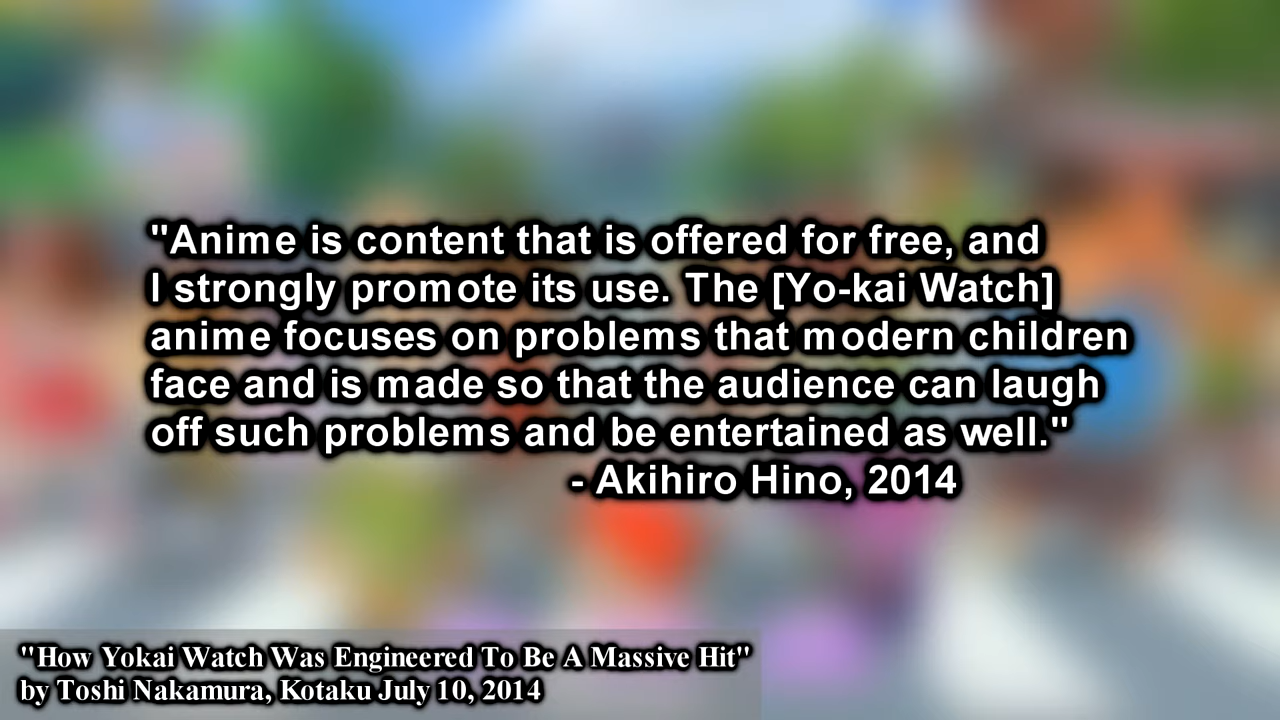 "Anime is content that is offered for free, and
I strongly promote its use. The [Yo-kai Watch]
anime focuses on problems that modern children
face and is made so that the audience can laugh
off such problems and be entertained as well."
- Akihiro Hino, 2014
"How Yokai Watch Was Engineered To Be A Massive Hit"
by Toshi Nakamura, Kotaku July 10, 2014